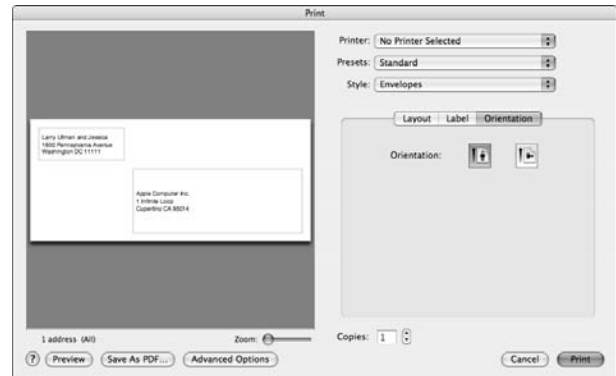 Print
Printer: No Printer Selected
Presets: Standard
Style: Envelopes
Layout Label Orientation
Orientation:
Larry Ullman and Jessica
1600 Pennsylvania Avenue
Washington DC 11111
Apple Computer Inc.
1 Infinite Loop
Cupertino CA 95014
1 address (All)
Zoom:
Copies: 1
? Preview Save As PDF... Advanced Options
Cancel Print